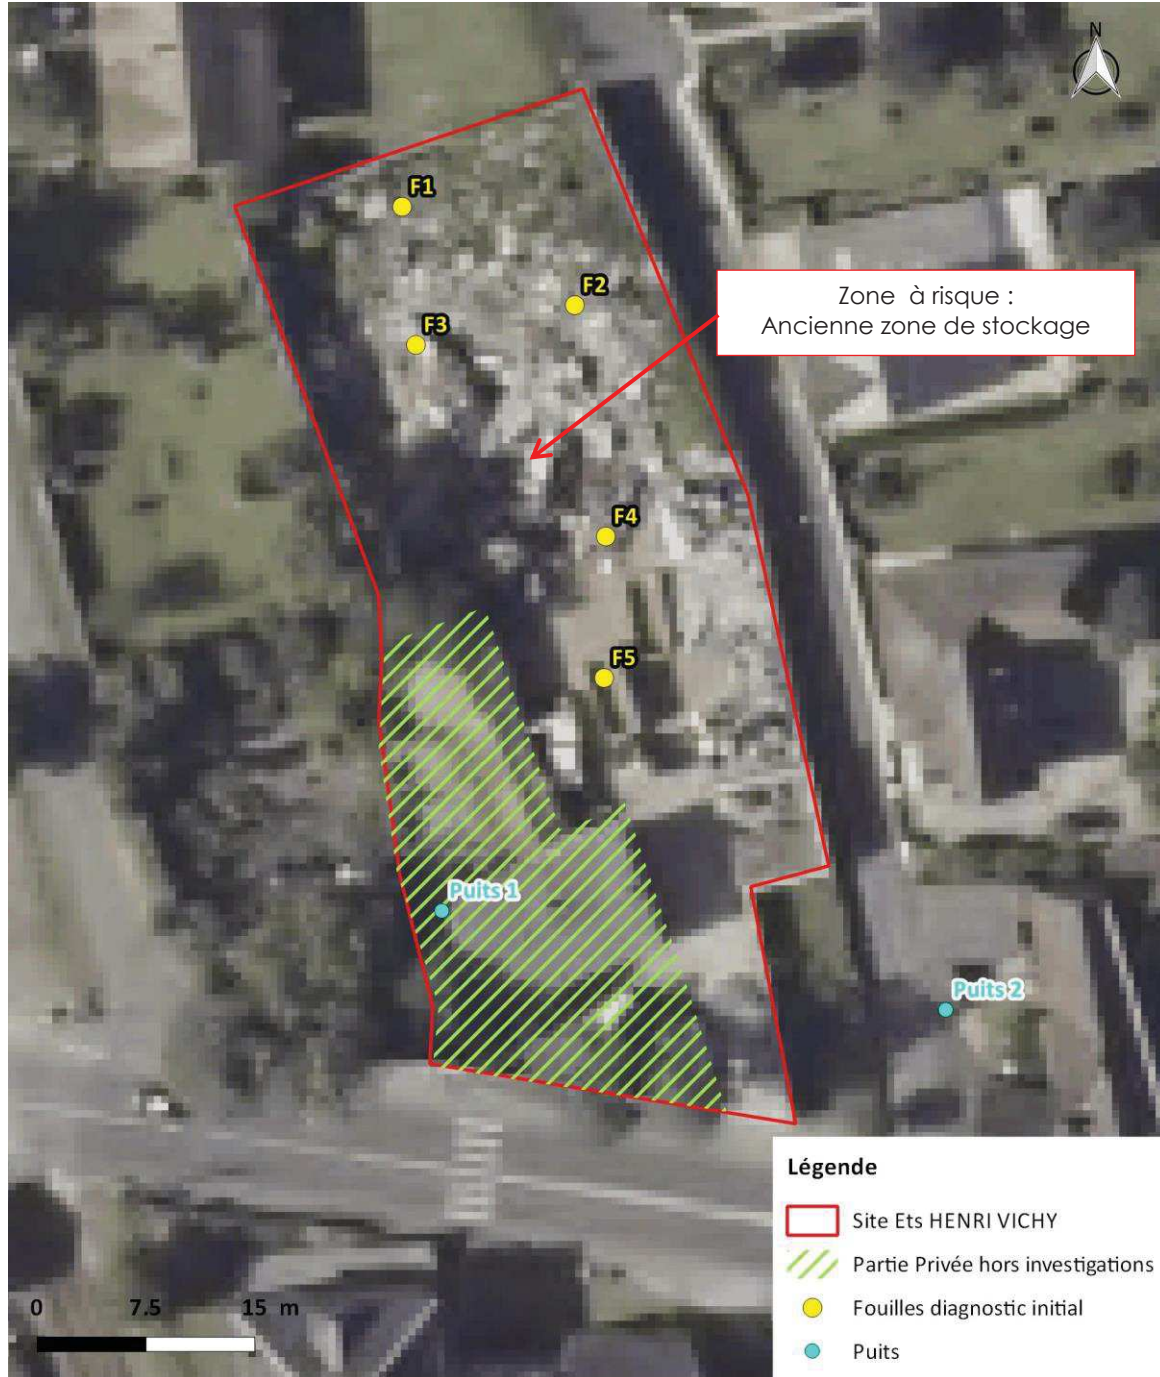 N
F1
F2
Zone à risque :
Ancienne zone de stockage
F3
F4
F5
Puits 1
Puits 2
Légende
Site Ets HENRI VICHY
Partie Privée hors investigations
Fouilles diagnostic initial
Puits
0 7.5 15 m